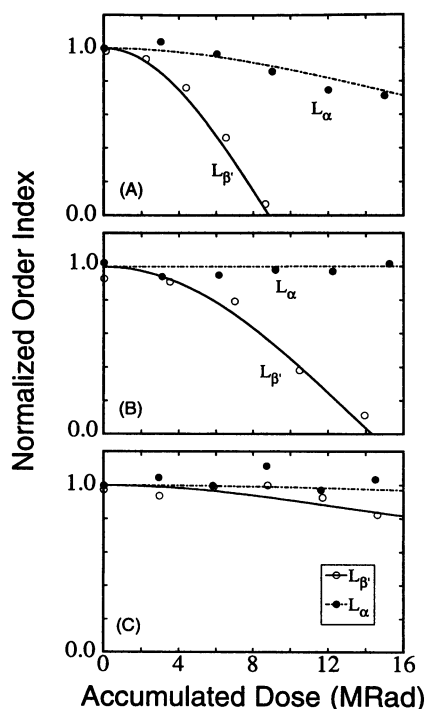 Normalized Order Index
1.0
Lα
Lβ'
(A)
0.0
1.0
Lα
Lβ'
(B)
0.0
1.0
Lβ'
Lα
(C)
0.0
0 4 8 12 16
Accumulated Dose (MRad)